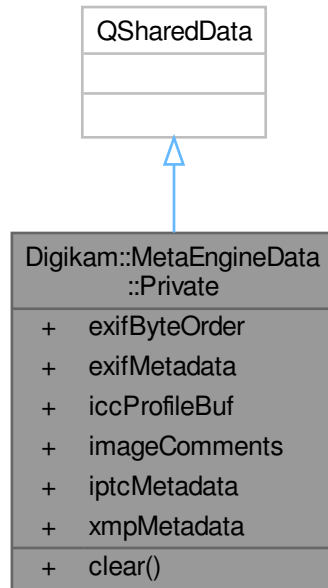 QSharedData
Digikam::MetaEngineData
::Private
+ exifByteOrder
+ exifMetadata
+ iccProfileBuf
+ imageComments
+ iptcMetadata
+ xmpMetadata
+ clear()